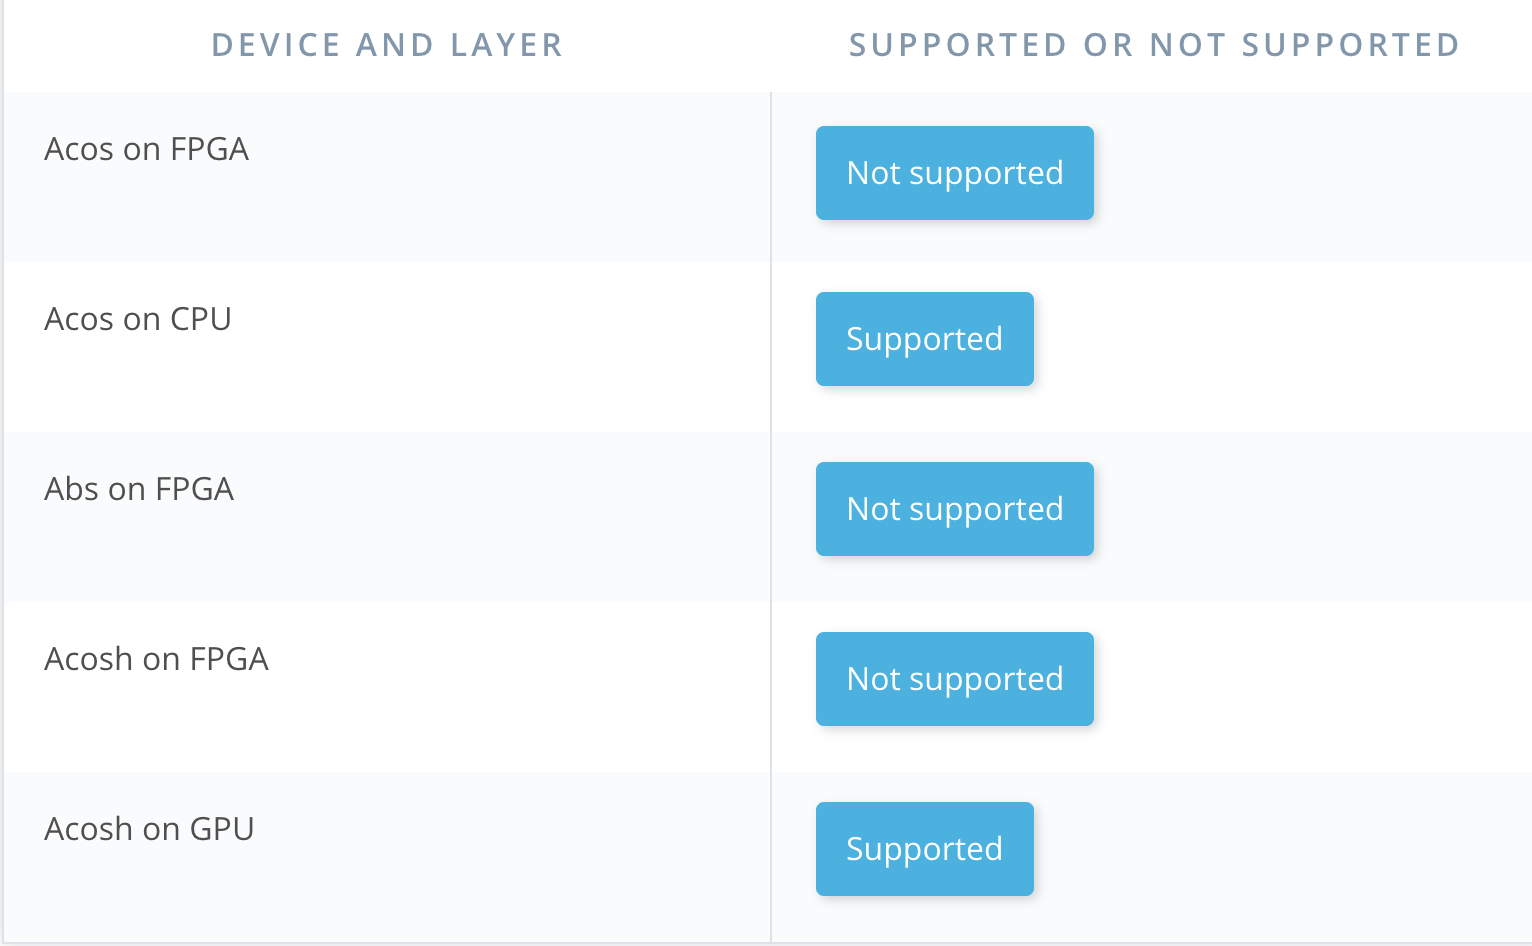 DEVICE AND LAYER SUPPORTED OR NOT SUPPORTED
Acos on FPGA Not supported
Acos on CPU Supported
Abs on FPGA Not supported
Acosh on FPGA Not supported
Acosh on GPU Supported